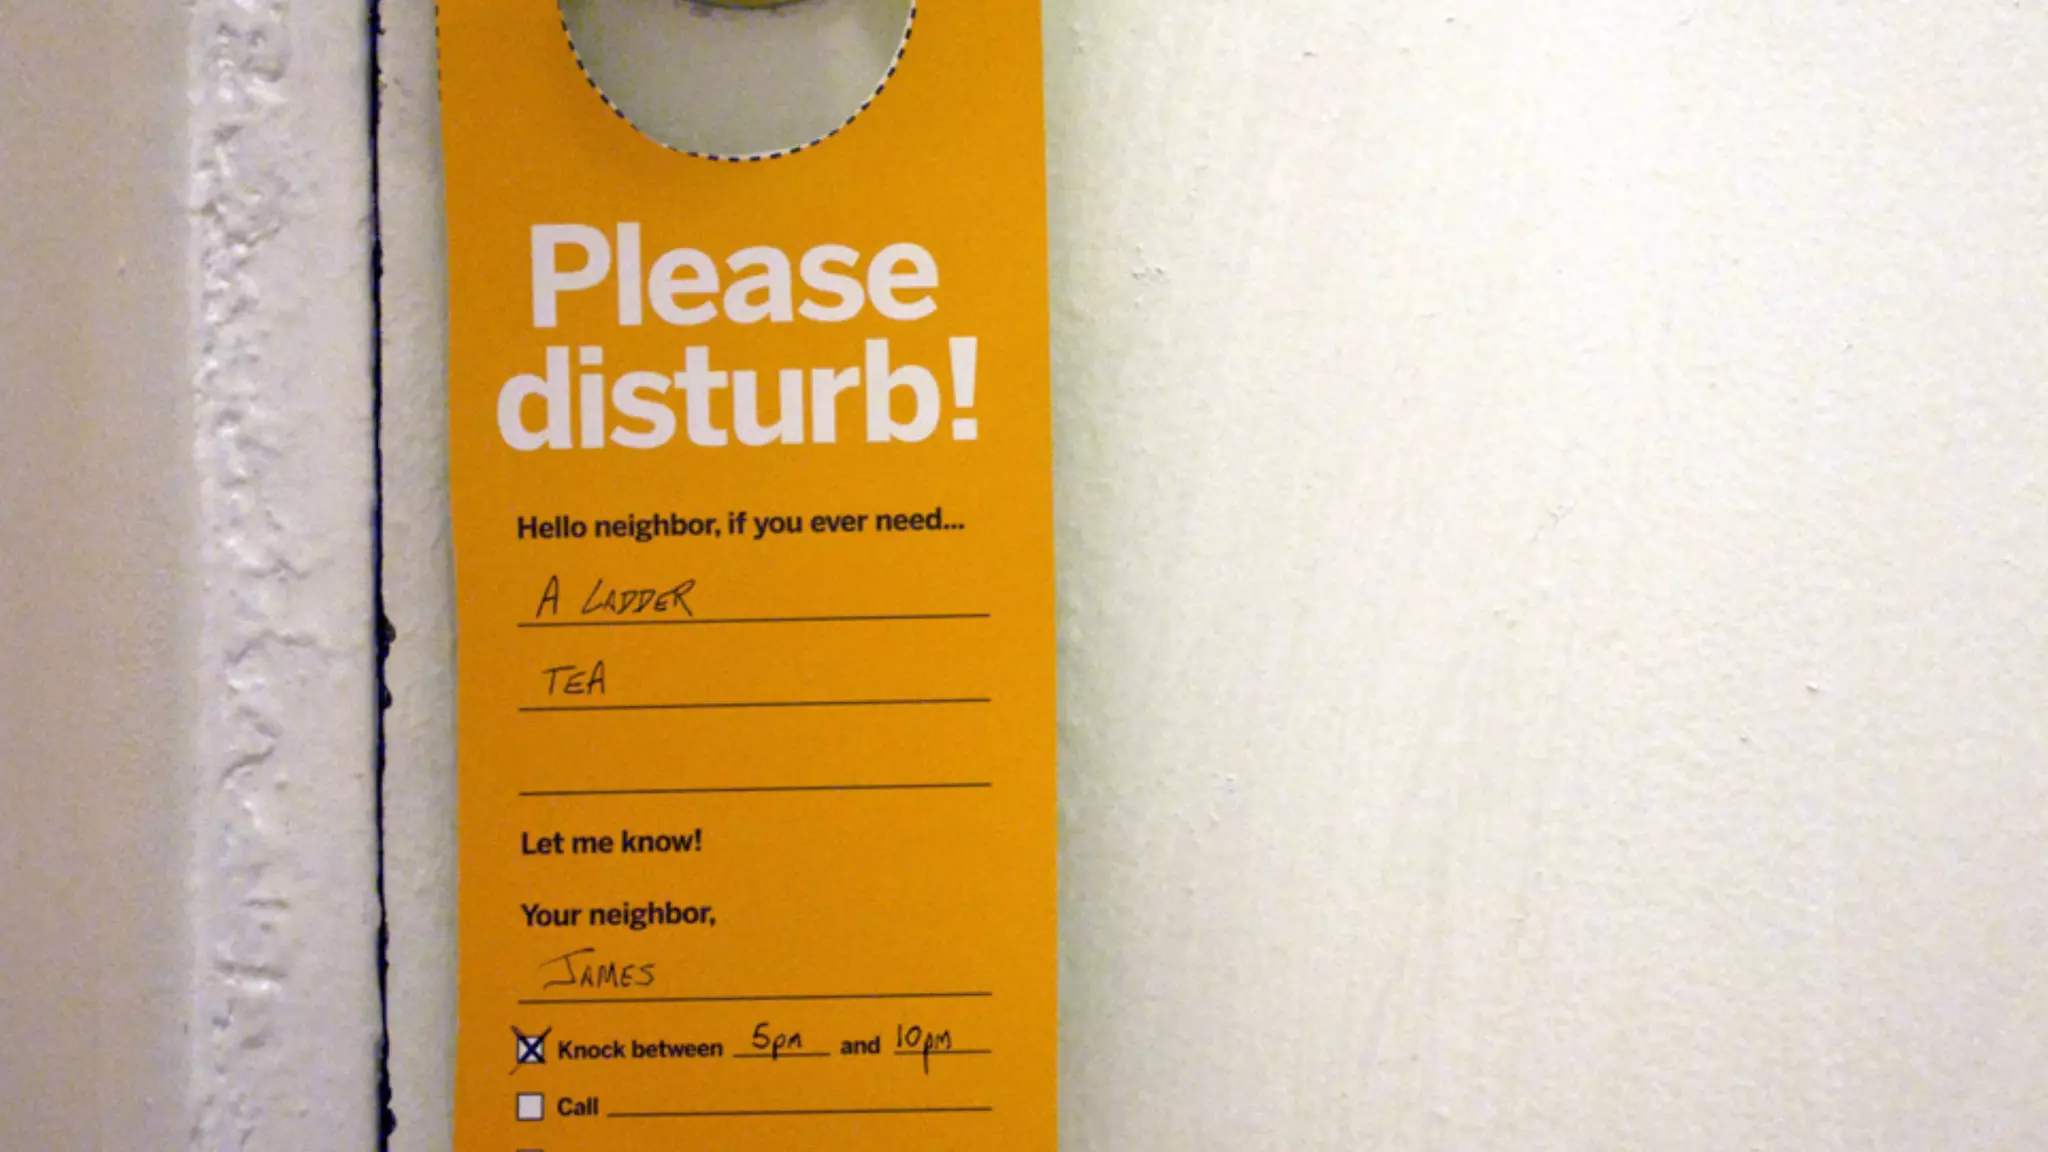 Please
disturb!
Hello neighbor, if you ever need...
A LADDER
TEA
Let me know!
Your neighbor,
JAMES
Knock between 5pm and 10pm
Call